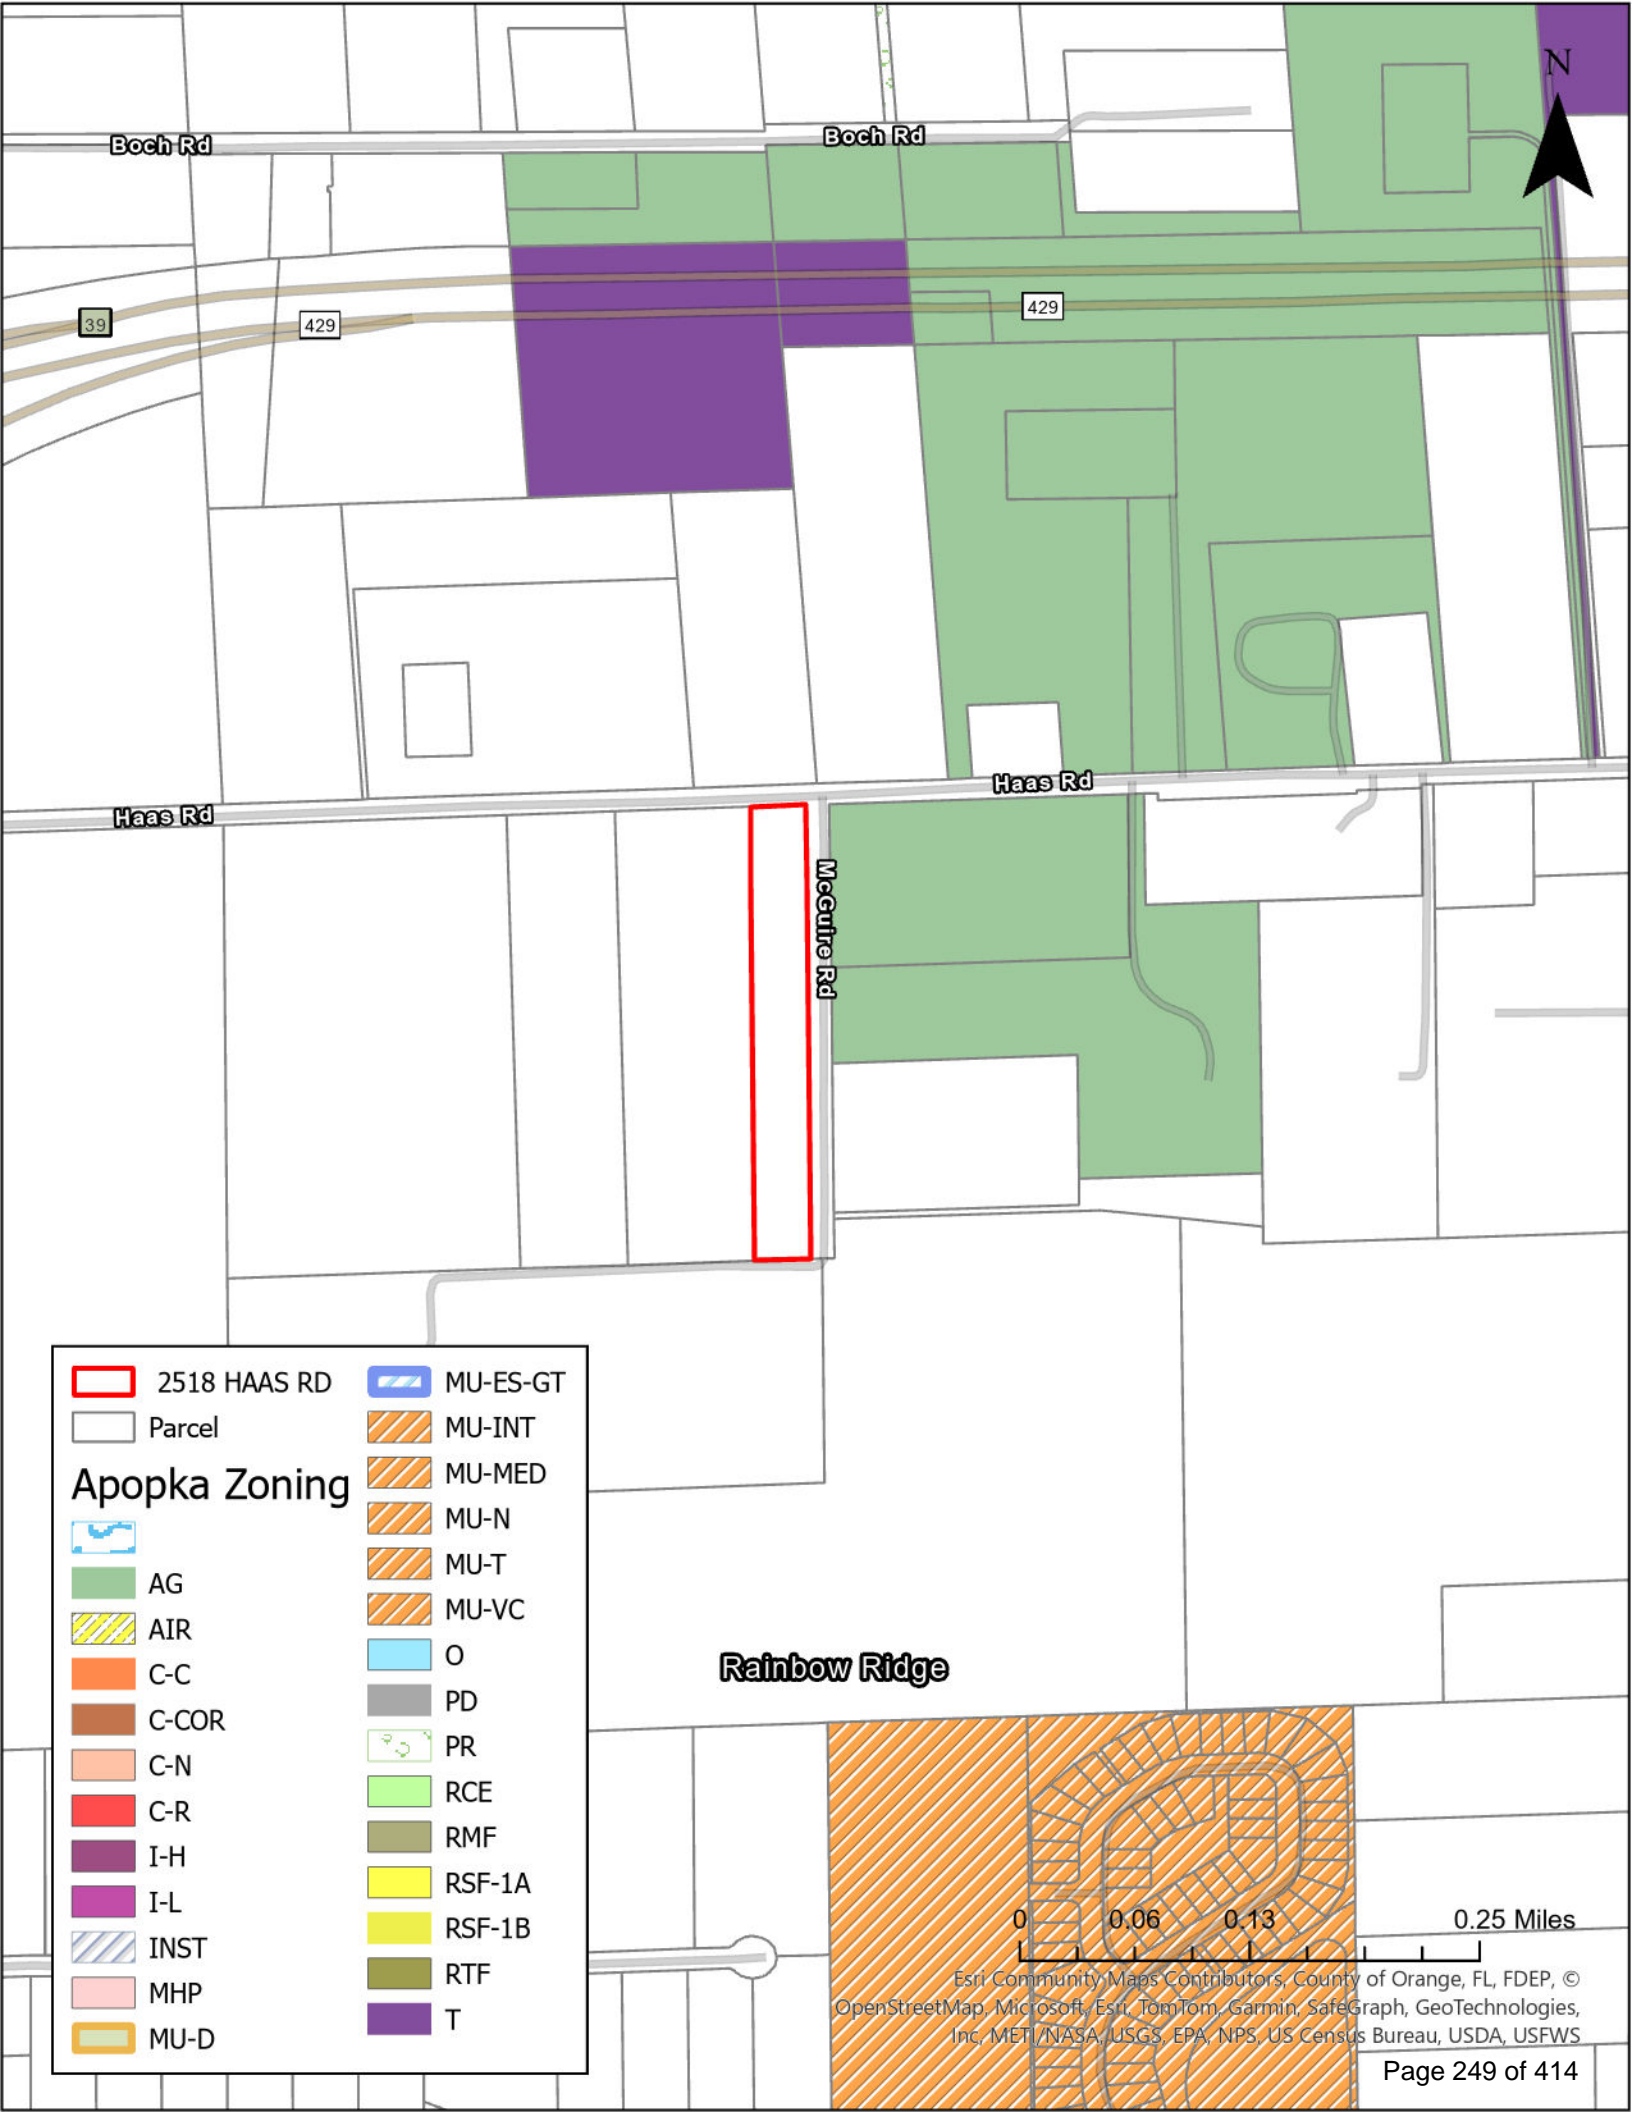 N
Boch Rd
Boch Rd
39
429
429
Haas Rd
Haas Rd
McGuire Rd
2518 HAAS RD
Parcel
Apopka Zoning
AG
AIR
C-C
C-COR
C-N
C-R
I-H
I-L
INST
MHP
MU-D
MU-ES-GT
MU-INT
MU-MED
MU-N
MU-T
MU-VC
O
PD
PR
RCE
RMF
RSF-1A
RSF-1B
RTF
T
Rainbow Ridge
0 0.06 0.13 0.25 Miles
Esri Community Maps Contributors, County of Orange, FL, FDEP, ©
OpenStreetMap, Microsoft, Esri, TomTom, Garmin, SafeGraph, GeoTechnologies,
Inc, METI/NASA, USGS, EPA, NPS, US Census Bureau, USDA, USFWS
Page 249 of 414